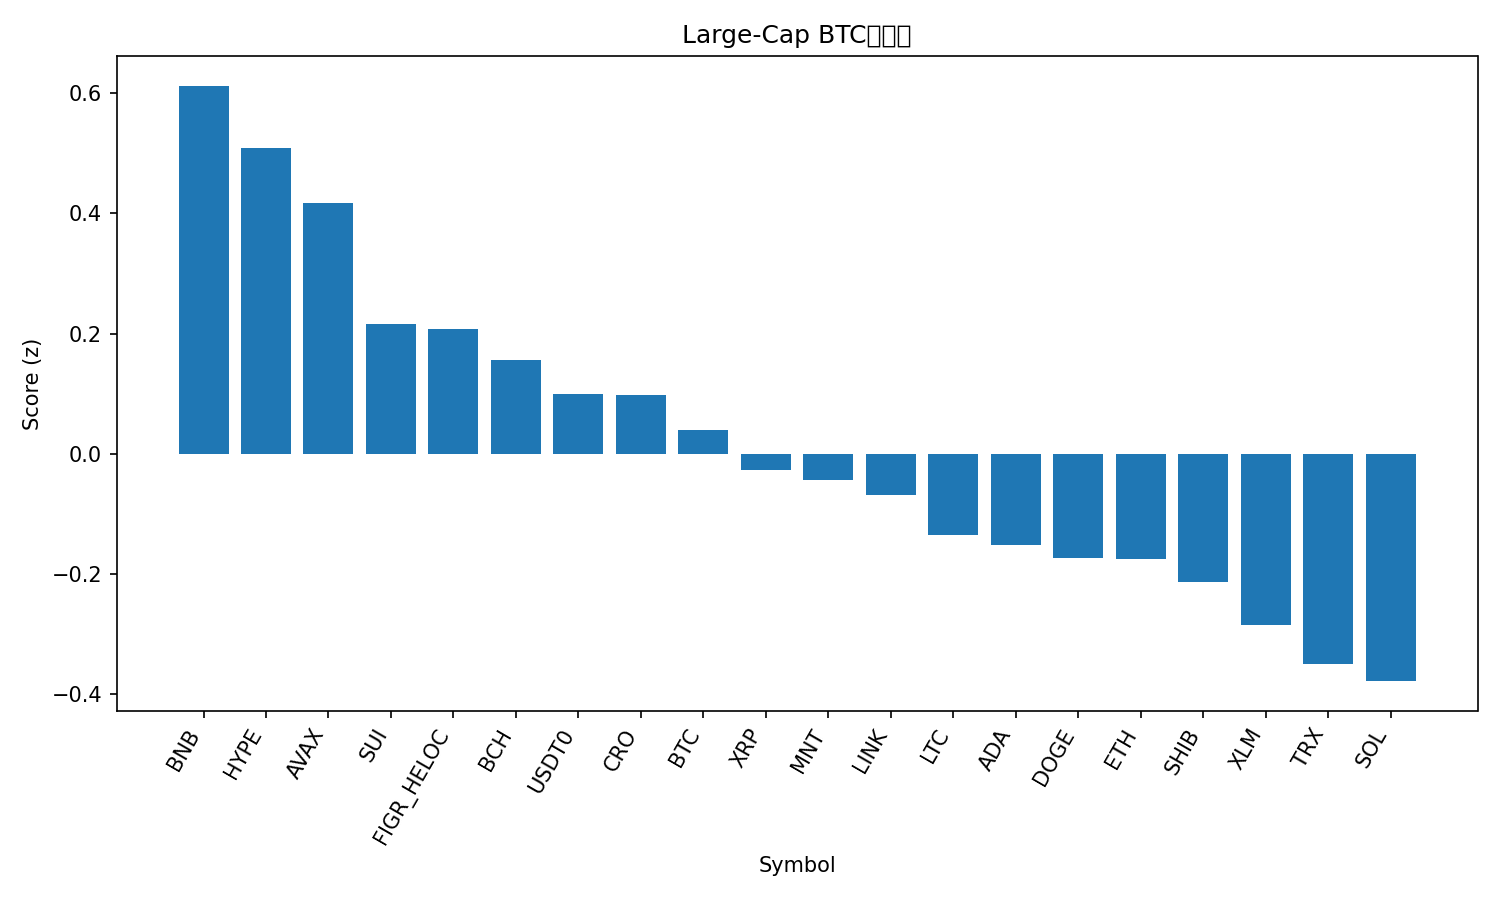 Large-Cap BTC
Score (z)
0.6
0.4
0.2
0.0
−0.2
−0.4
BNB
HYPE
AVAX
SUI
FIGR_HELOC
BCH
USDT0
CRO
BTC
XRP
MNT
LINK
LTC
ADA
DOGE
ETH
SHIB
XLM
TRX
SOL
Symbol